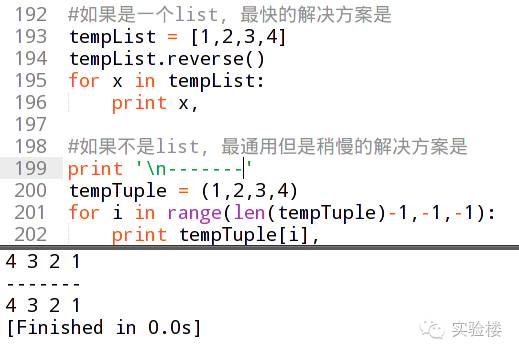 192 #如果是一个list, 最快的解决方案是
193 tempList = [1,2,3,4]
194 tempList.reverse()
195 for x in tempList:
196     print x,
197
198 #如果不是list, 最通用但是稍慢的解决方案是
199 print '\n-------'
200 tempTuple = (1,2,3,4)
201 for i in range(len(tempTuple)-1,-1,-1):
202     print tempTuple[i],
4 3 2 1
-------
4 3 2 1
[Finished in 0.0s]
实验楼